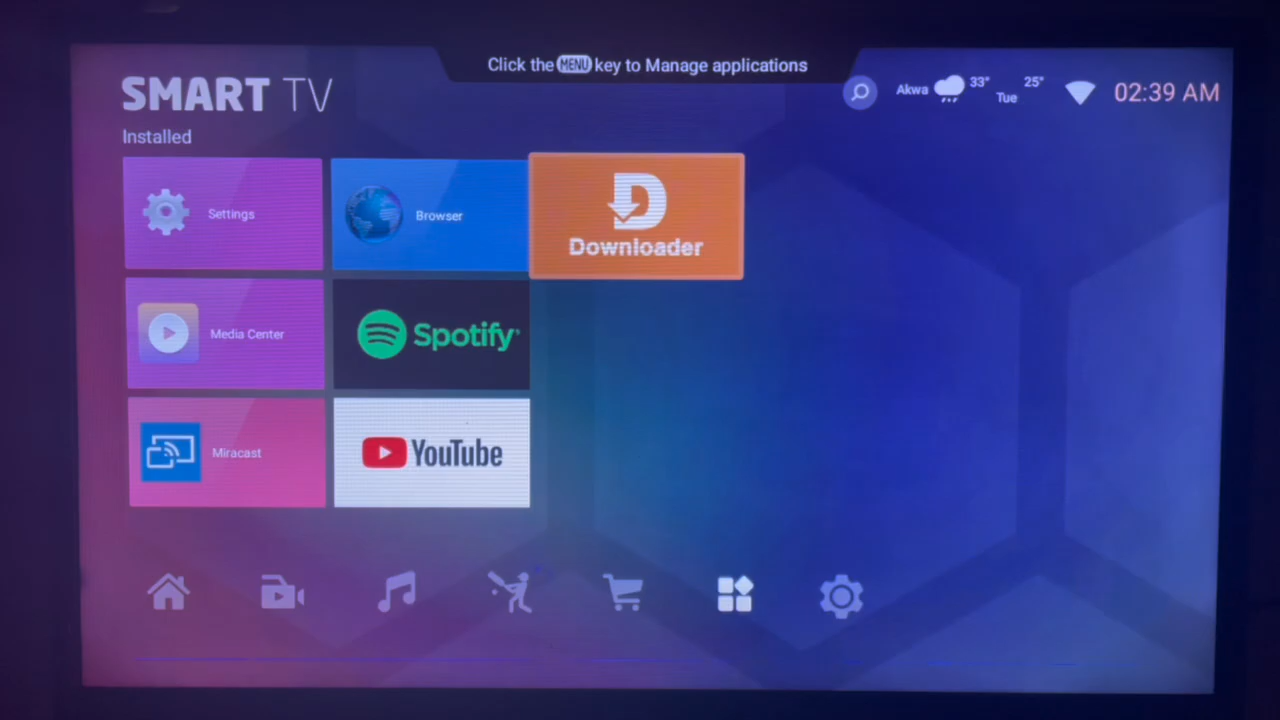 Click the MENU key to Manage applications
SMART TV
Akwa 33° Tue 25° 02:39 AM
Installed
Settings
Browser
D
Downloader
Media Center
Spotify
Miracast
YouTube